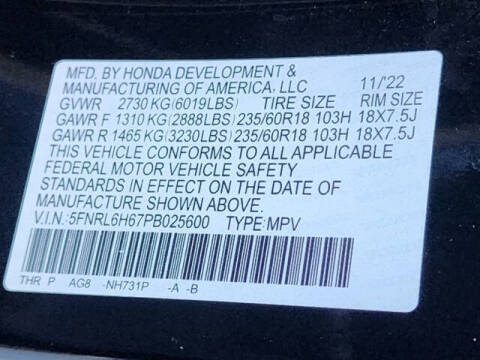 MFD. BY HONDA DEVELOPMENT &
MANUFACTURING OF AMERICA, LLC 11/'22
GVWR 2730 KG (6019LBS) TIRE SIZE RIM SIZE
GAWR F 1310 KG (2888LBS) 235/60R18 103H 18X7.5J
GAWR R 1465 KG (3230LBS) 235/60R18 103H 18X7.5J
THIS VEHICLE CONFORMS TO ALL APPLICABLE
FEDERAL MOTOR VEHICLE SAFETY
STANDARDS IN EFFECT ON THE DATE OF
MANUFACTURE SHOWN ABOVE.
V.I.N.: 5FNRL6H67PB025600 TYPE: MPV
THR P AG8 -NH731P -A -B